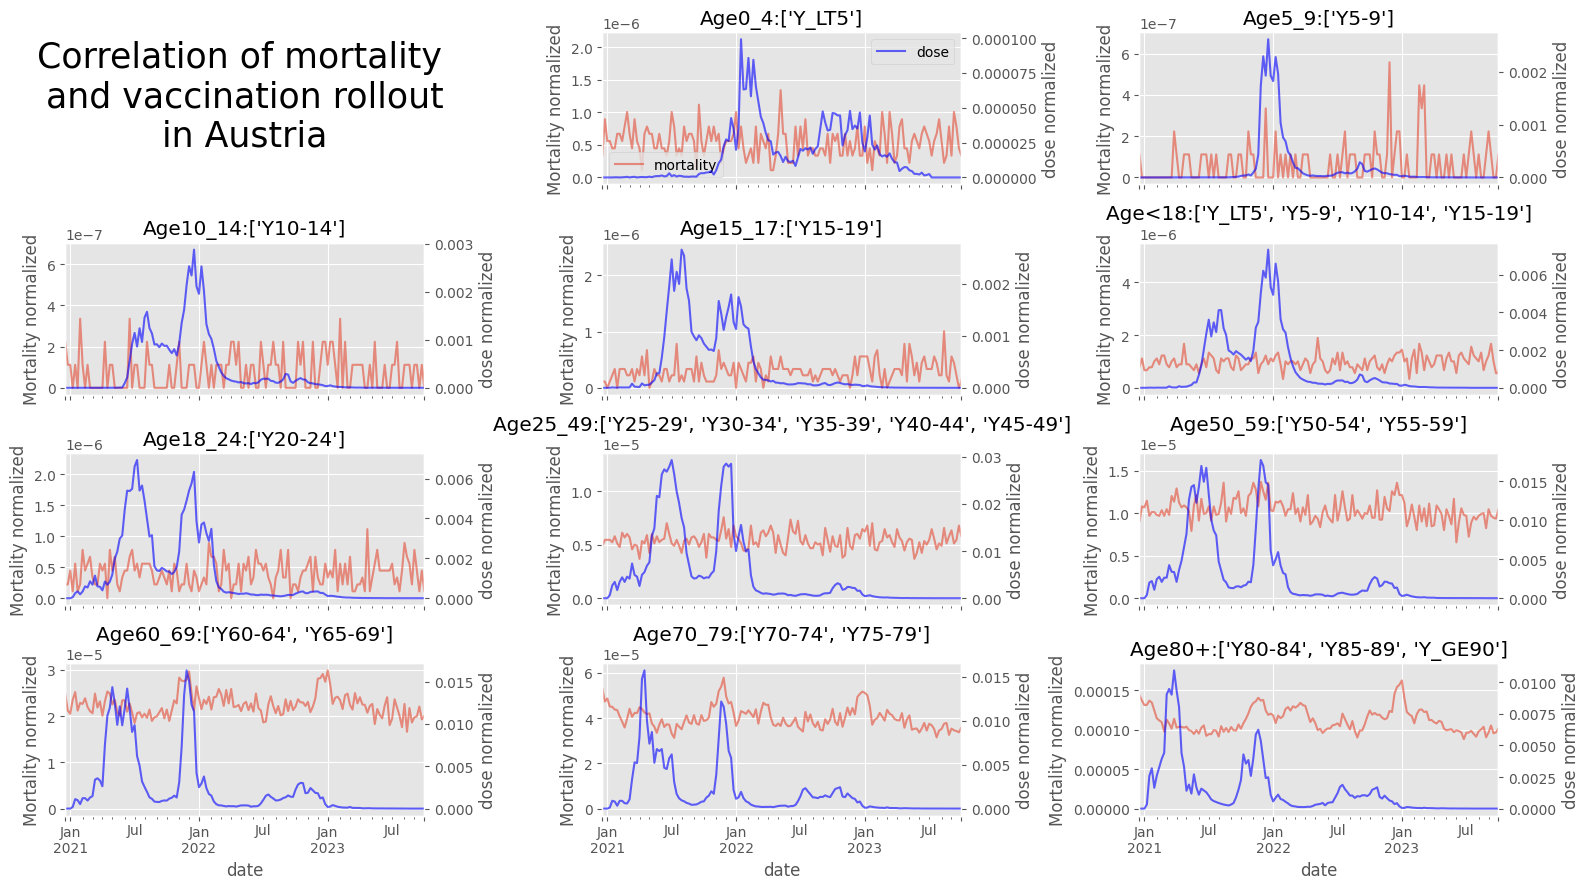 Correlation of mortality
and vaccination rollout
in Austria
Age0_4:['Y_LT5']
1e−6
Mortality normalized
2.0
1.5
1.0
0.5
0.0
dose
mortality
0.000100
0.000075
0.000050
0.000025
0.000000
dose normalized
Age5_9:['Y5-9']
1e−7
Mortality normalized
6
4
2
0
0.002
0.001
0.000
dose normalized
Age10_14:['Y10-14']
1e−7
Mortality normalized
6
4
2
0
0.003
0.002
0.001
0.000
dose normalized
Age15_17:['Y15-19']
1e−6
Mortality normalized
2
1
0
0.002
0.001
0.000
dose normalized
Age<18:['Y_LT5', 'Y5-9', 'Y10-14', 'Y15-19']
1e−6
Mortality normalized
4
2
0
0.006
0.004
0.002
0.000
dose normalized
Age18_24:['Y20-24']
1e−6
Mortality normalized
2.0
1.5
1.0
0.5
0.0
0.006
0.004
0.002
0.000
dose normalized
Age25_49:['Y25-29', 'Y30-34', 'Y35-39', 'Y40-44', 'Y45-49']
1e−5
Mortality normalized
1.0
0.5
0.0
0.03
0.02
0.01
0.00
dose normalized
Age50_59:['Y50-54', 'Y55-59']
1e−5
Mortality normalized
1.5
1.0
0.5
0.0
0.015
0.010
0.005
0.000
dose normalized
Age60_69:['Y60-64', 'Y65-69']
1e−5
Mortality normalized
3
2
1
0
0.015
0.010
0.005
0.000
dose normalized
Jan
2021
Jul
Jan
2022
Jul
Jan
2023
Jul
date
Age70_79:['Y70-74', 'Y75-79']
1e−5
Mortality normalized
6
4
2
0
0.015
0.010
0.005
0.000
dose normalized
Jan
2021
Jul
Jan
2022
Jul
Jan
2023
Jul
date
Age80+:['Y80-84', 'Y85-89', 'Y_GE90']
Mortality normalized
0.00015
0.00010
0.00005
0.00000
0.0100
0.0075
0.0050
0.0025
0.0000
dose normalized
Jan
2021
Jul
Jan
2022
Jul
Jan
2023
Jul
date